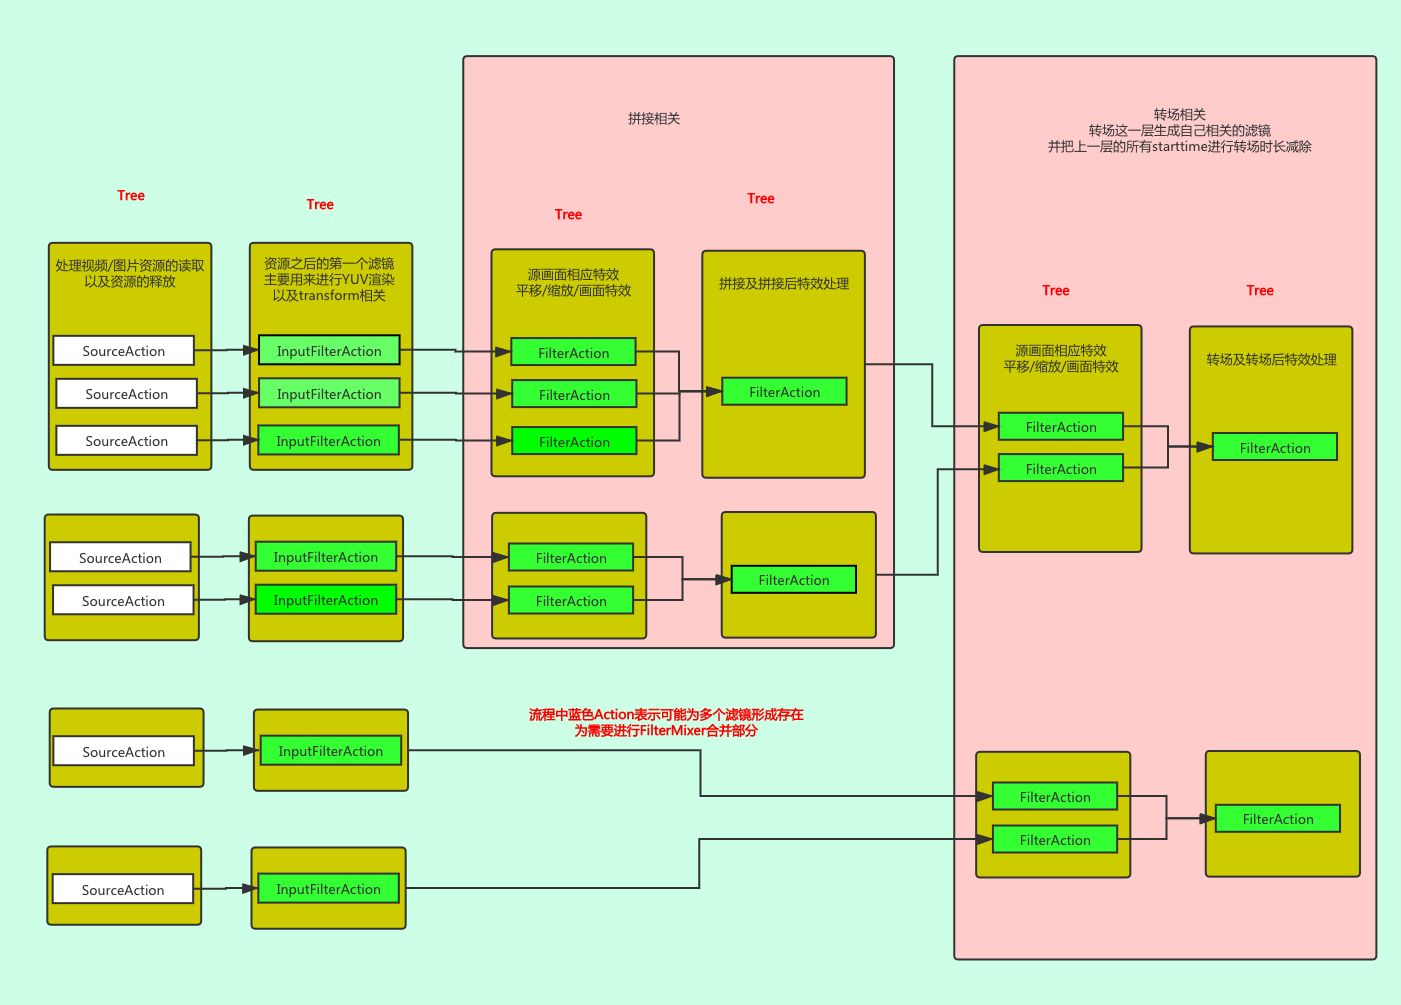 拼接相关
转场相关
转场这一层生成自己相关的滤镜
并把上一层的所有starttime进行转场时长减除
Tree
Tree
Tree
Tree
Tree
Tree
处理视频/图片资源的读取
以及资源的释放
SourceAction
SourceAction
SourceAction
资源之后的第一个滤镜
主要用来进行YUV渲染
以及transform相关
InputFilterAction
InputFilterAction
InputFilterAction
源画面相应特效
平移/缩放/画面特效
FilterAction
FilterAction
FilterAction
拼接及拼接后特效处理
FilterAction
源画面相应特效
平移/缩放/画面特效
FilterAction
FilterAction
转场及转场后特效处理
FilterAction
SourceAction
SourceAction
InputFilterAction
InputFilterAction
FilterAction
FilterAction
FilterAction
流程中蓝色Action表示可能为多个滤镜形成存在
为需要进行FilterMixer合并部分
SourceAction
InputFilterAction
FilterAction
FilterAction
FilterAction
SourceAction
InputFilterAction